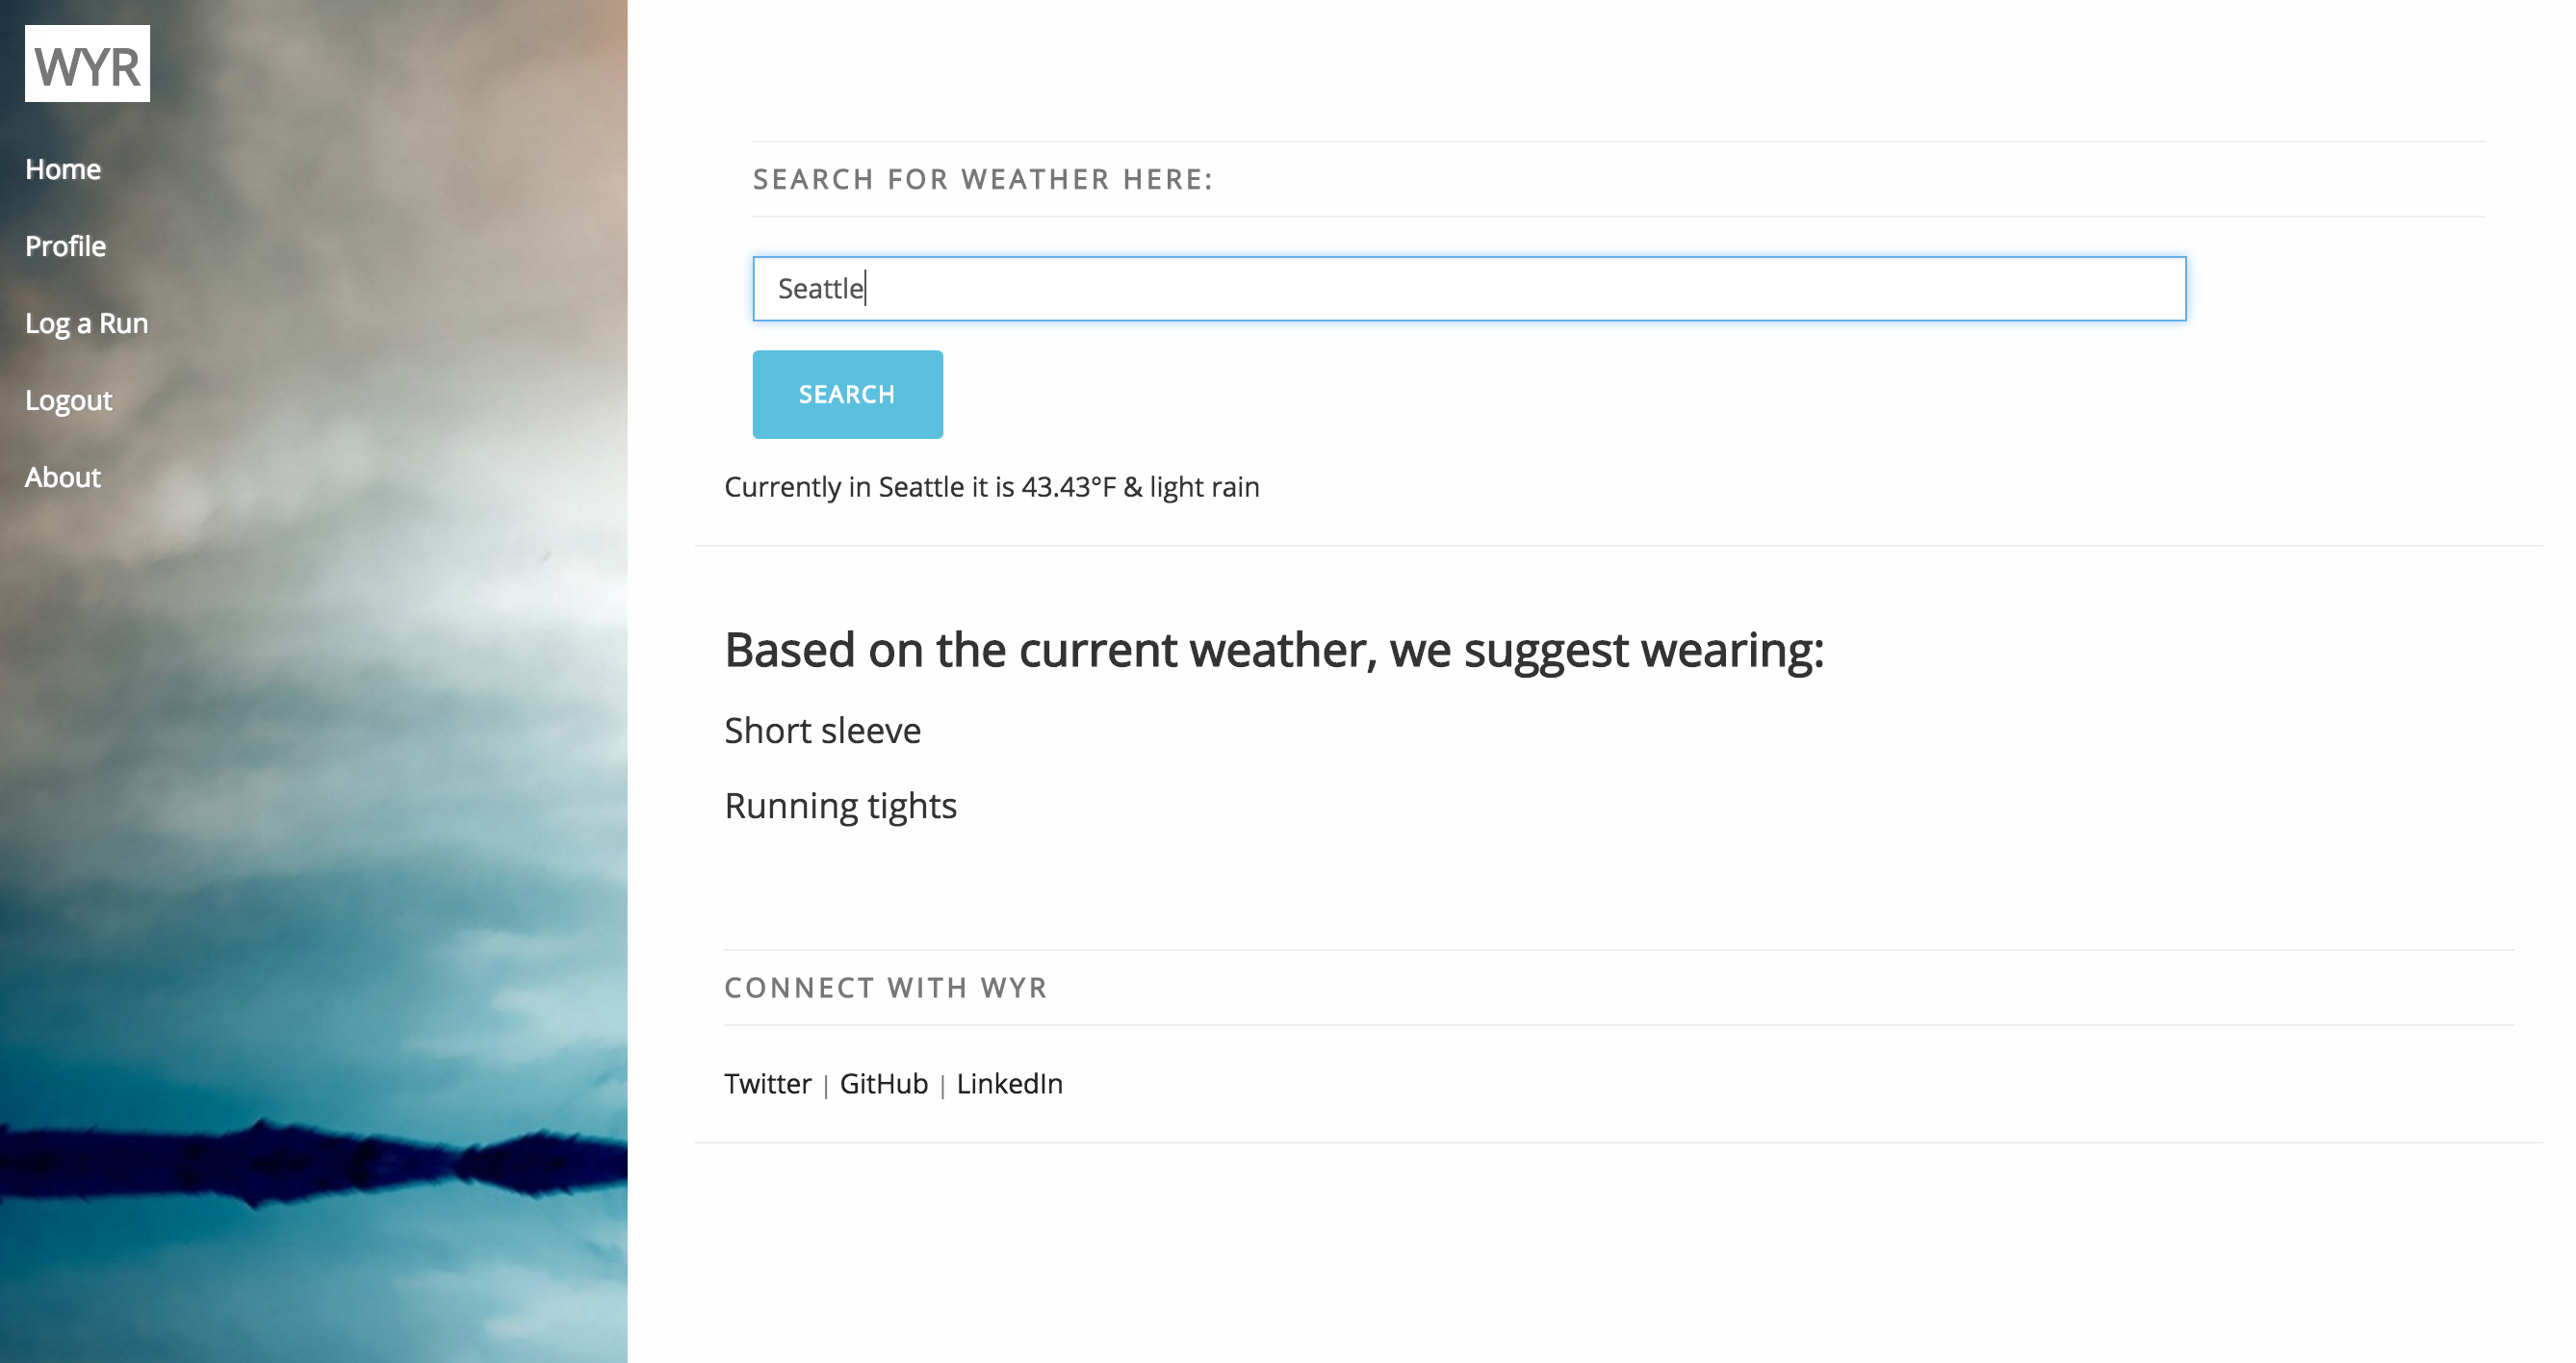 WYR
Home
Profile
Log a Run
Logout
About
SEARCH FOR WEATHER HERE:
Seattle
SEARCH
Currently in Seattle it is 43.43°F & light rain
Based on the current weather, we suggest wearing:
Short sleeve
Running tights
CONNECT WITH WYR
Twitter | GitHub | LinkedIn